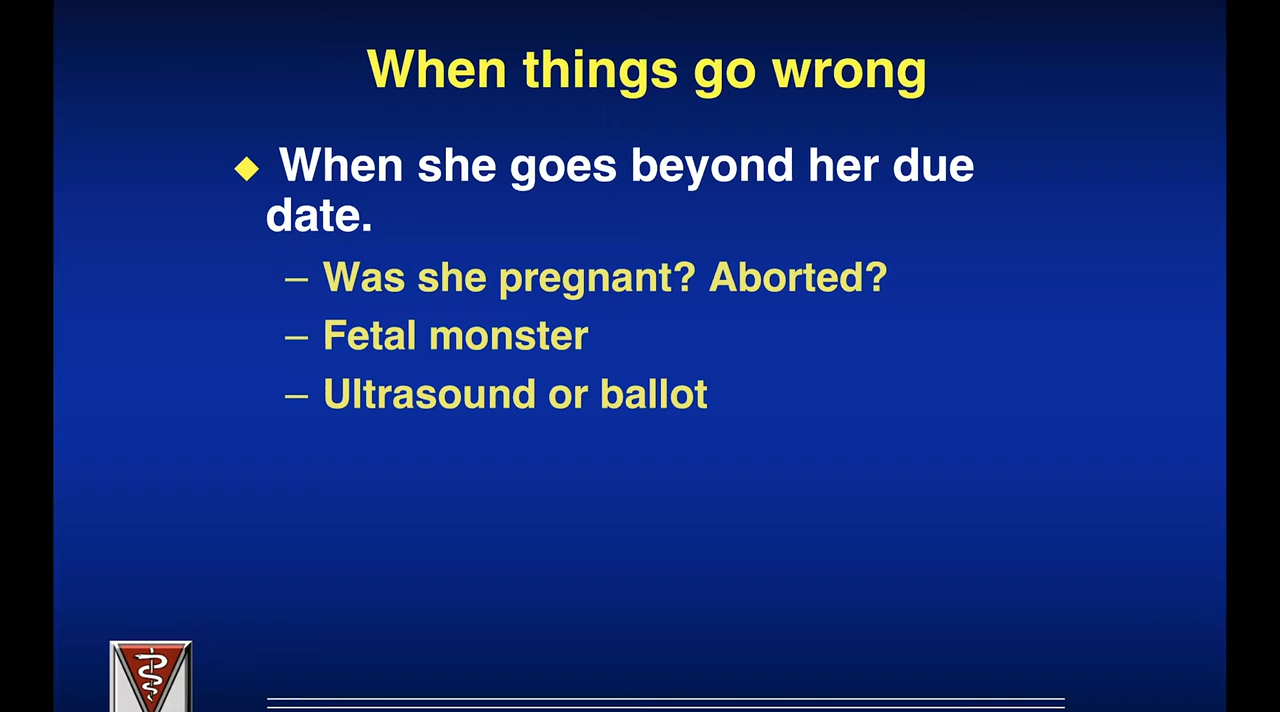 When things go wrong
◆ When she goes beyond her due
date.
– Was she pregnant? Aborted?
– Fetal monster
– Ultrasound or ballot